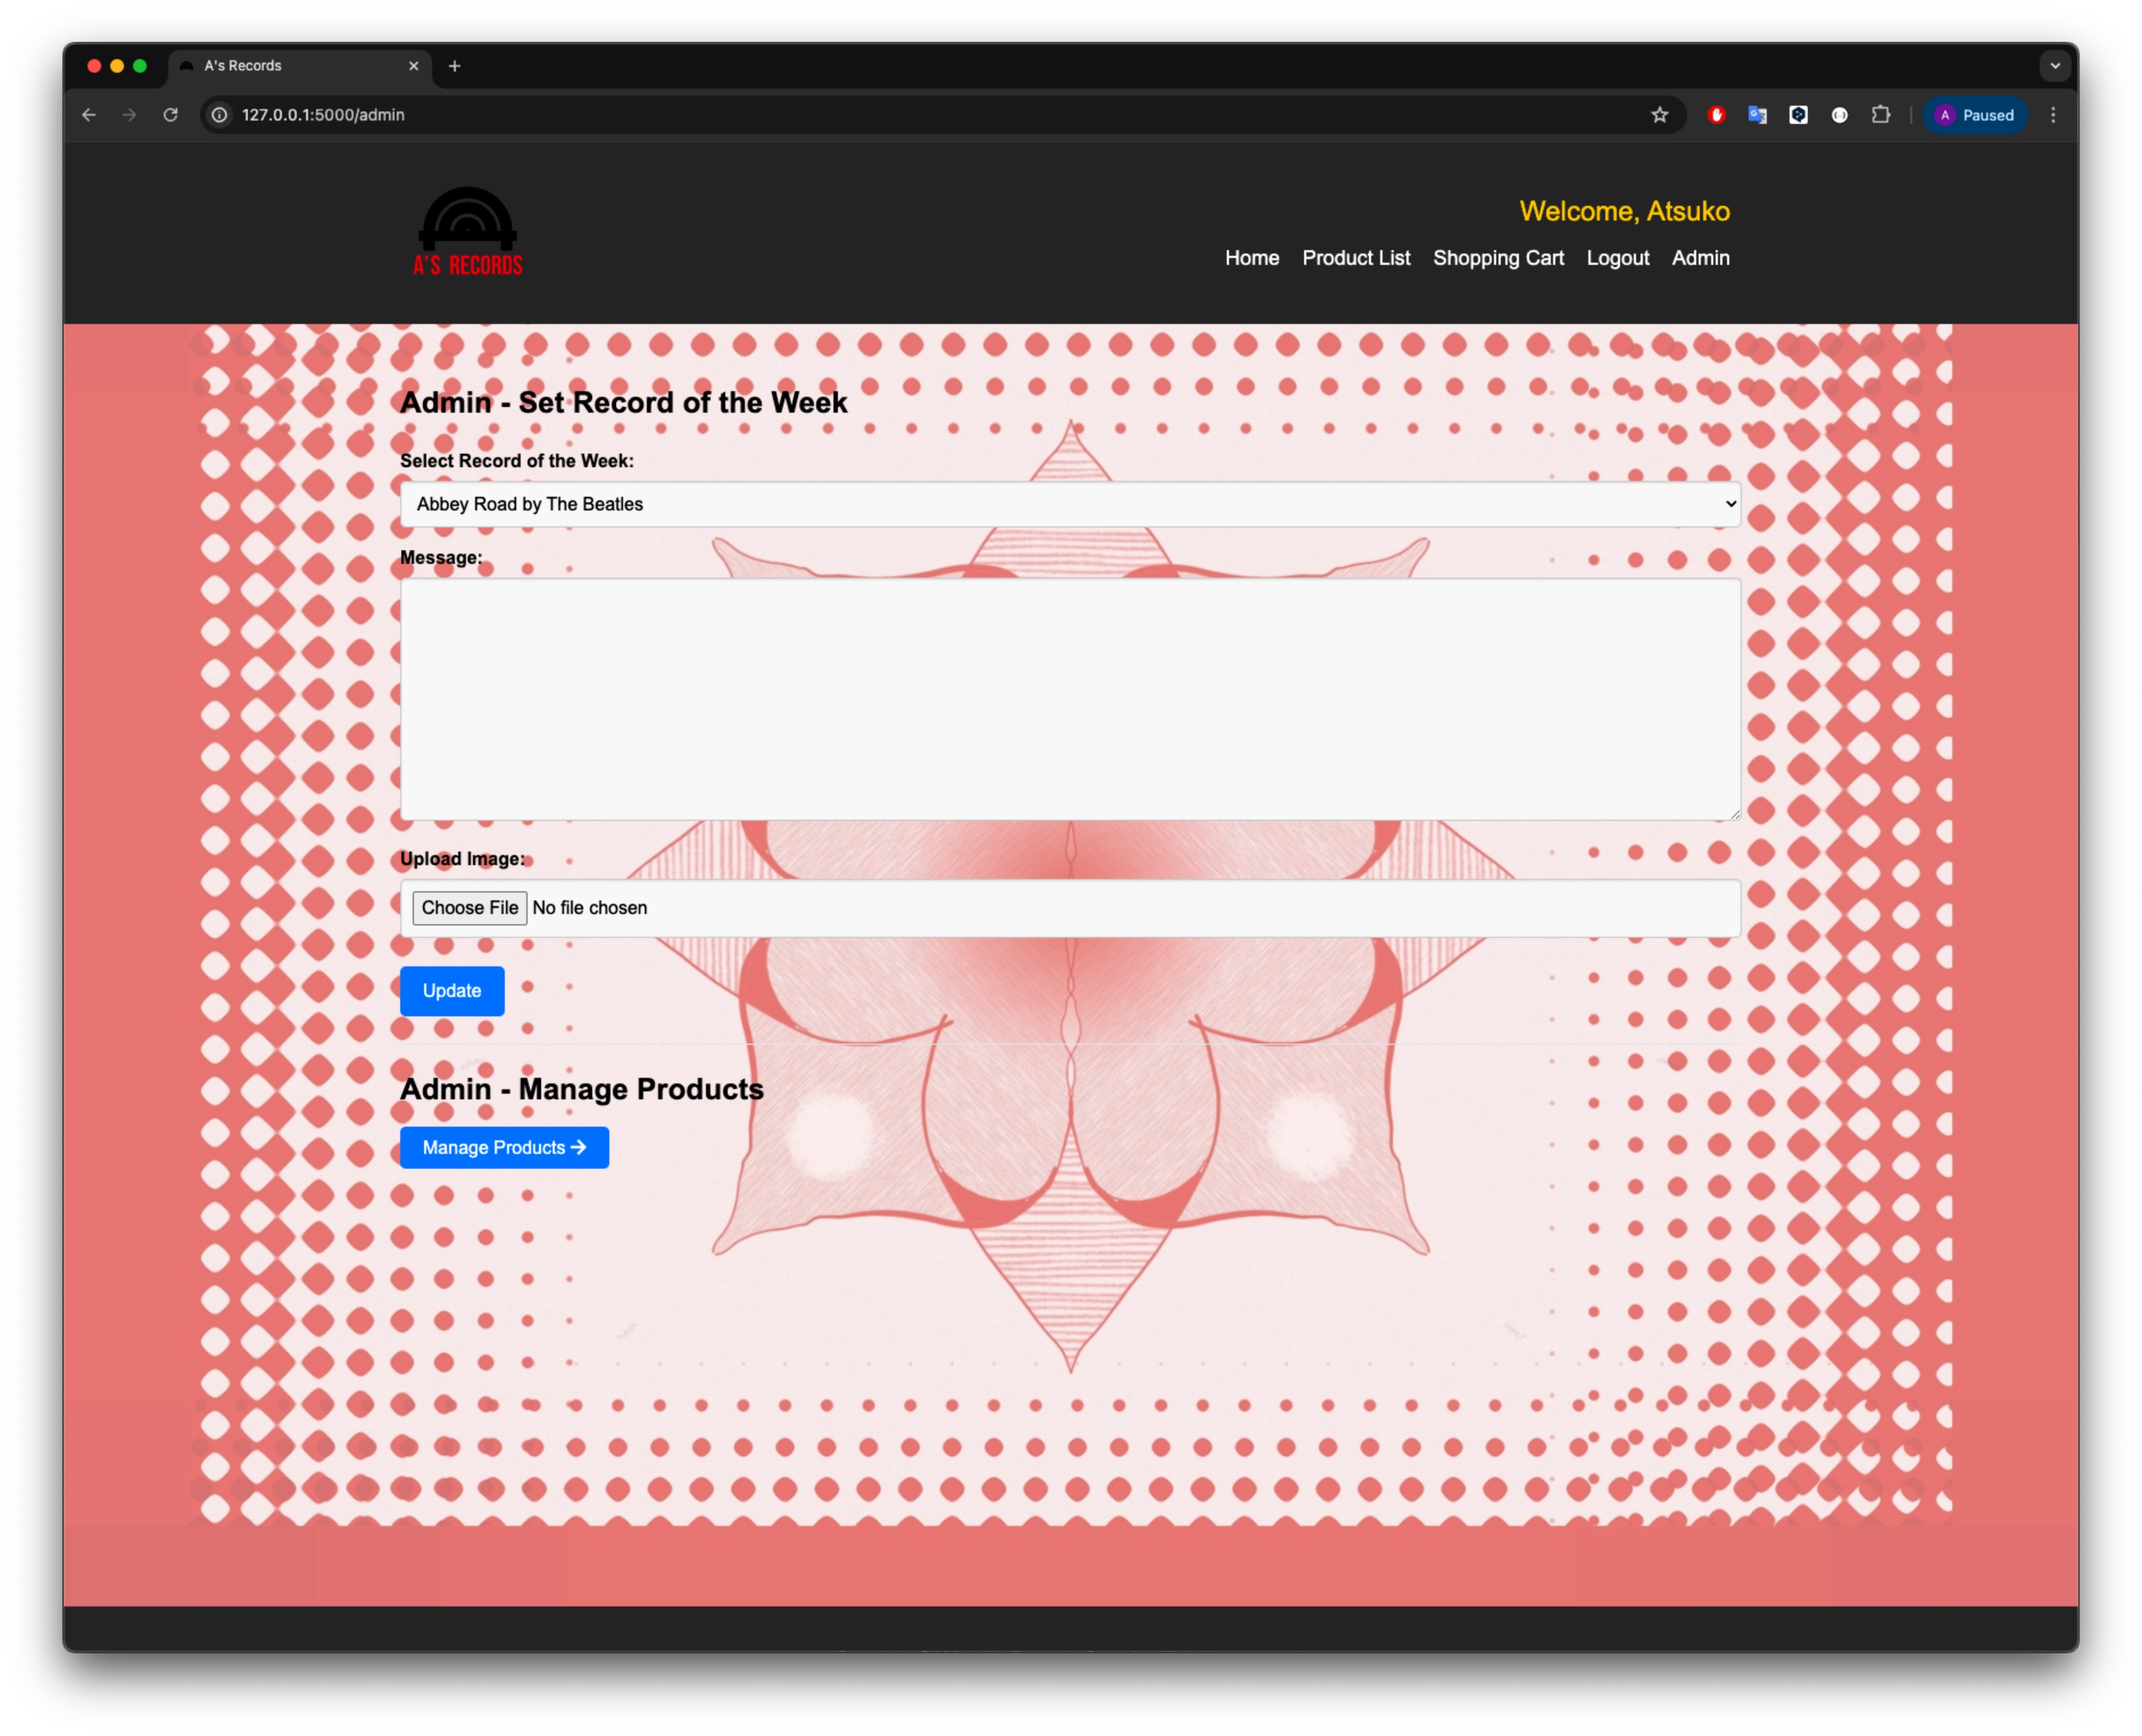 A's Records
127.0.0.1:5000/admin
A Paused
A'S RECORDS
Welcome, Atsuko
Home Product List Shopping Cart Logout Admin
Admin - Set Record of the Week
Select Record of the Week:
Abbey Road by The Beatles
Message:
Upload Image:
Choose File No file chosen
Update
Admin - Manage Products
Manage Products →